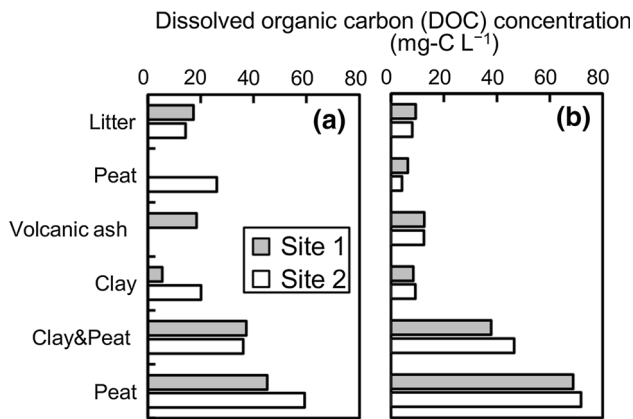 Dissolved organic carbon (DOC) concentration
(mg-C L⁻¹)
0 20 40 60 80 0 20 40 60 80
Litter (a) (b)
Peat
Volcanic ash
Site 1
Clay
Site 2
Clay&Peat
Peat